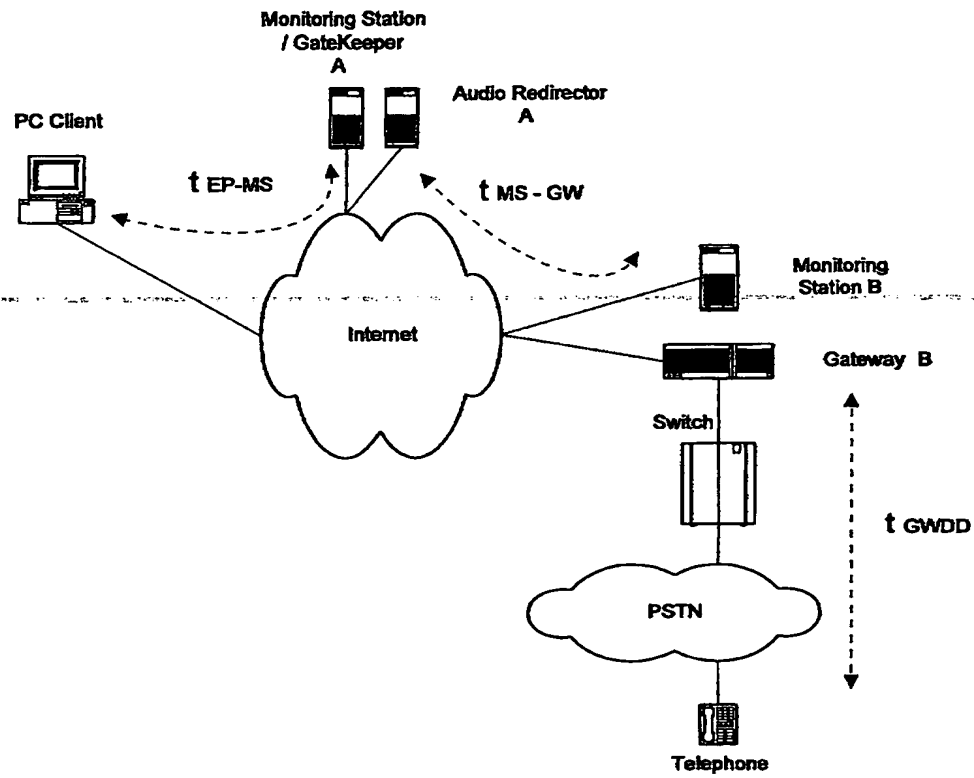 Monitoring Station
/ GateKeeper
A
Audio Redirector
A
PC Client
t EP-MS
t MS - GW
Monitoring
Station B
Internet
Gateway B
Switch
t GWDD
PSTN
Telephone